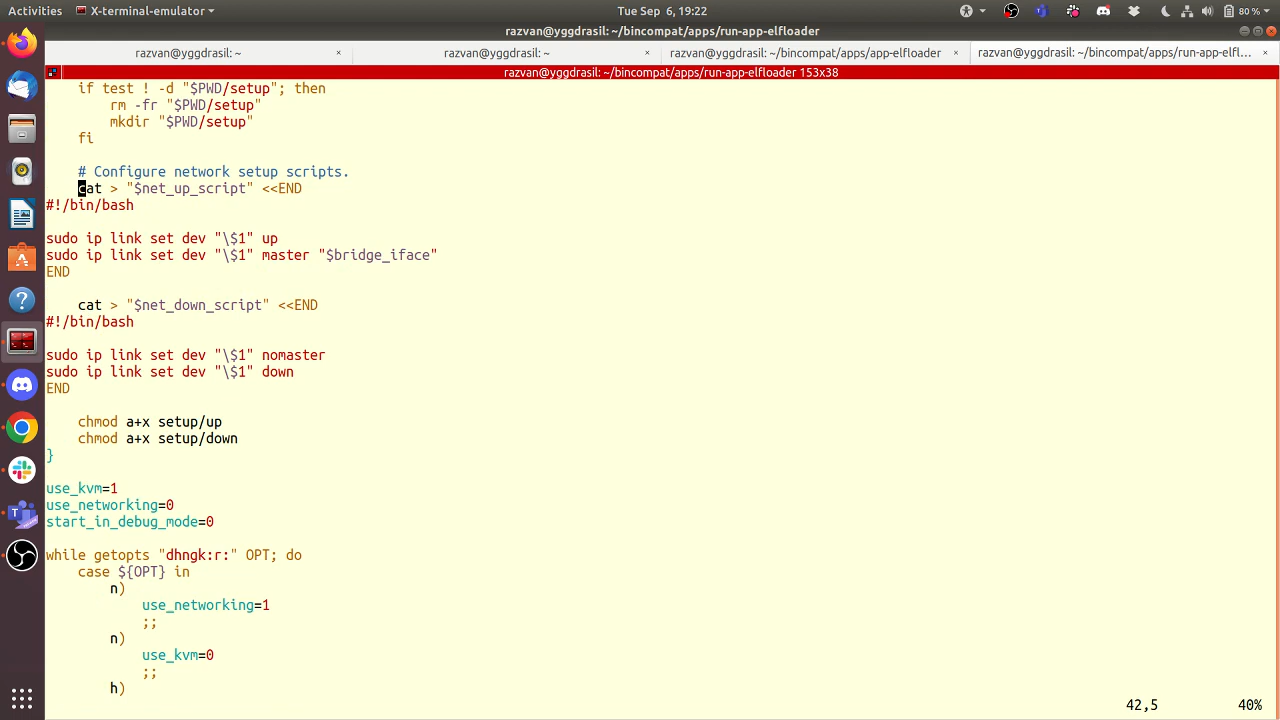 Activities X-terminal-emulator Tue Sep 6, 19:22 80 %
razvan@yggdrasil: ~/bincompat/apps/run-app-elfloader
razvan@yggdrasil: ~ × razvan@yggdrasil: ~ × razvan@yggdrasil: ~/bincompat/apps/app-elfloader × razvan@yggdrasil: ~/bincompat/apps/run-app-elfl... ×
razvan@yggdrasil: ~/bincompat/apps/run-app-elfloader 153x38
    if test ! -d "$PWD/setup"; then
        rm -fr "$PWD/setup"
        mkdir "$PWD/setup"
    fi

    # Configure network setup scripts.
    cat > "$net_up_script" <<END
#!/bin/bash

sudo ip link set dev "\$1" up
sudo ip link set dev "\$1" master "$bridge_iface"
END

    cat > "$net_down_script" <<END
#!/bin/bash

sudo ip link set dev "\$1" nomaster
sudo ip link set dev "\$1" down
END

    chmod a+x setup/up
    chmod a+x setup/down
}

use_kvm=1
use_networking=0
start_in_debug_mode=0

while getopts "dhngk:r:" OPT; do
    case ${OPT} in
        n)
            use_networking=1
            ;;
        n)
            use_kvm=0
            ;;
        h)
42,5 40%